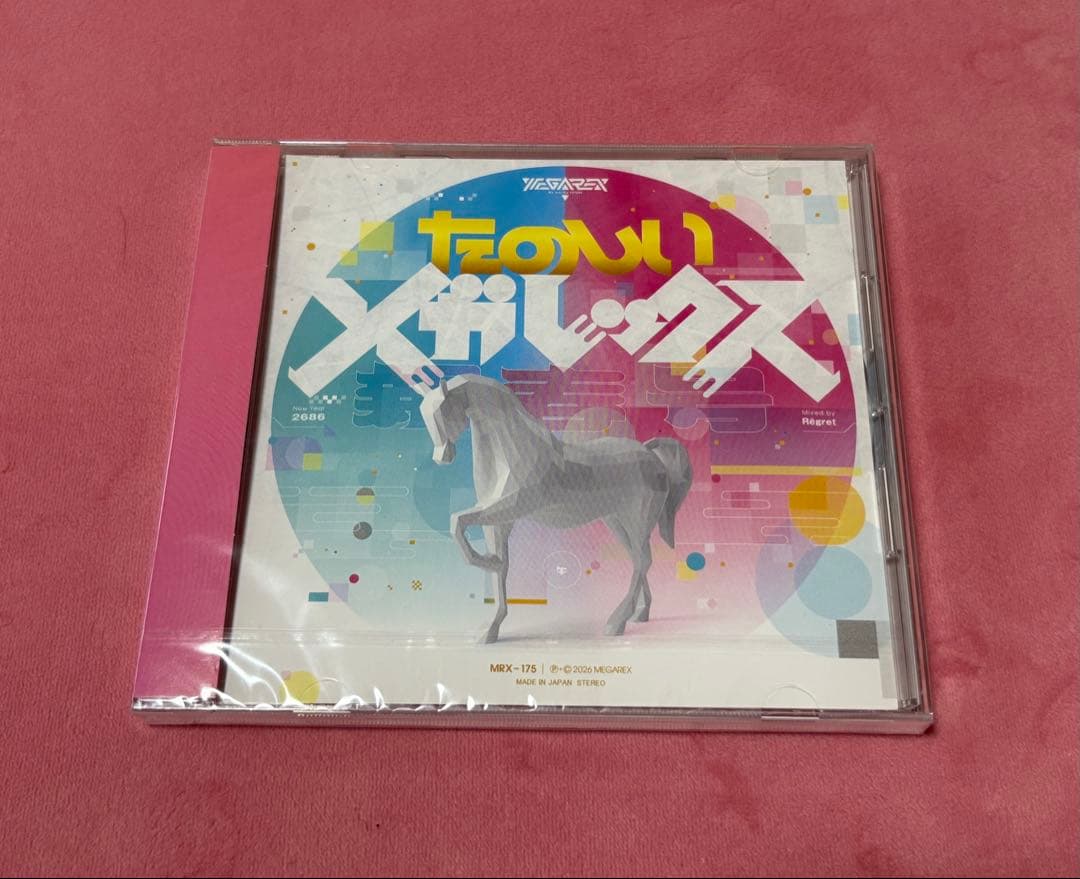 MEGAREX
たのしい
メガレックス
New Year
2686
Mixed by
Rêgret
MRX-175 | ℗+© 2026 MEGAREX
MADE IN JAPAN STEREO